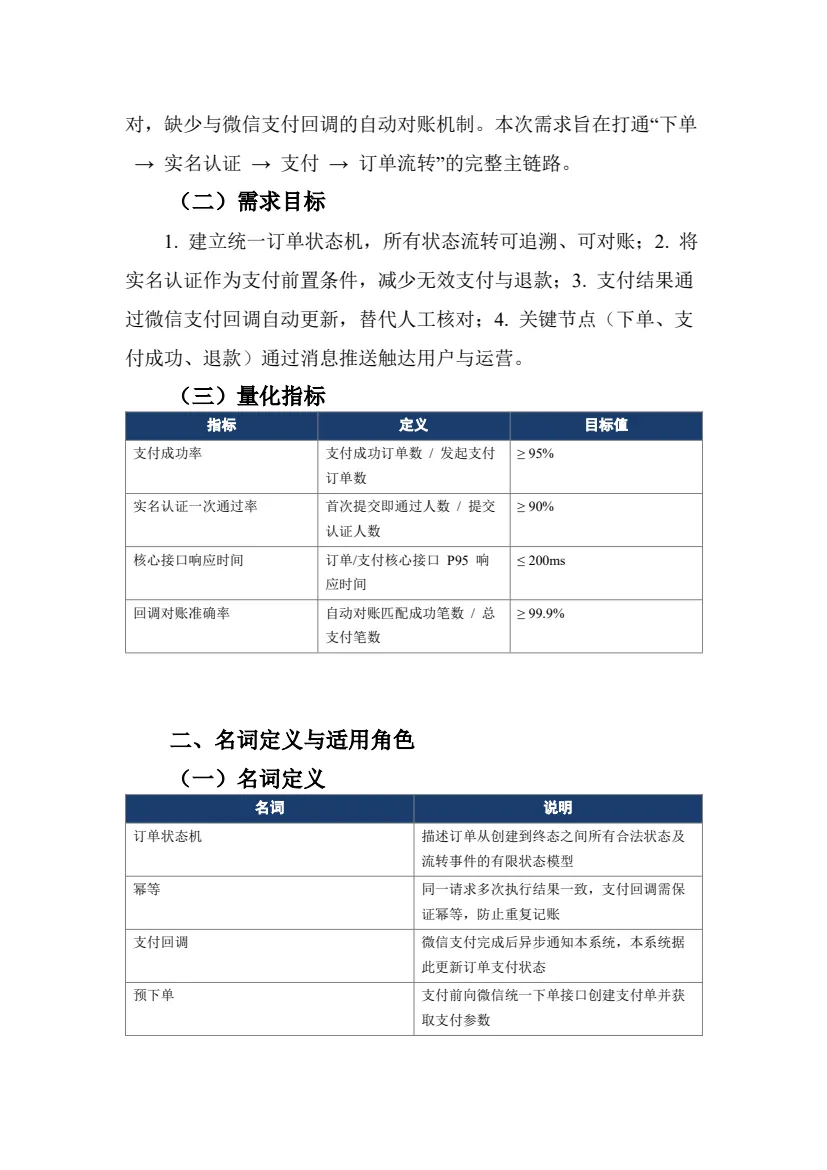 对，缺少与微信支付回调的自动对账机制。本次需求旨在打通“下单
→ 实名认证 → 支付 → 订单流转”的完整主链路。
（二）需求目标
1. 建立统一订单状态机，所有状态流转可追溯、可对账；2. 将
实名认证作为支付前置条件，减少无效支付与退款；3. 支付结果通
过微信支付回调自动更新，替代人工核对；4. 关键节点（下单、支
付成功、退款）通过消息推送触达用户与运营。
（三）量化指标
指标 定义 目标值
支付成功率 支付成功订单数 / 发起支付 ≥ 95%
订单数
实名认证一次通过率 首次提交即通过人数 / 提交 ≥ 90%
认证人数
核心接口响应时间 订单/支付核心接口 P95 响 ≤ 200ms
应时间
回调对账准确率 自动对账匹配成功笔数 / 总 ≥ 99.9%
支付笔数
二、名词定义与适用角色
（一）名词定义
名词 说明
订单状态机 描述订单从创建到终态之间所有合法状态及
流转事件的有限状态模型
幂等 同一请求多次执行结果一致，支付回调需保
证幂等，防止重复记账
支付回调 微信支付完成后异步通知本系统，本系统据
此更新订单支付状态
预下单 支付前向微信统一下单接口创建支付单并获
取支付参数